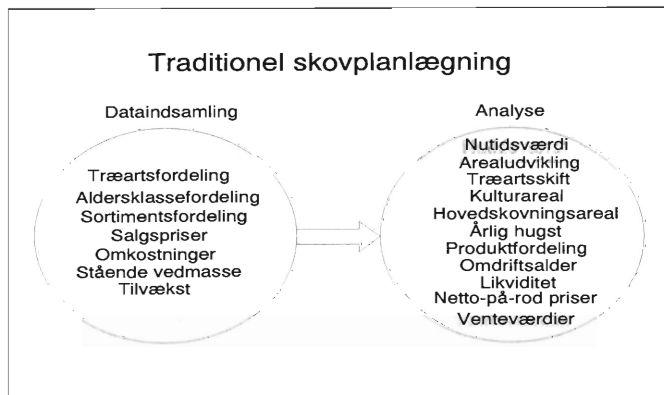 Traditionel skovplanlægning
Dataindsamling
Træartsfordeling
Aldersklassefordeling
Sortimentsfordeling
Salgspriser
Omkostninger
Stående vedmasse
Tilvækst
Analyse
Nutidsværdi
Arealudvikling
Træartsskift
Kulturareal
Hovedskovningsareal
Årlig hugst
Produktfordeling
Omdriftsalder
Likviditet
Netto-på-rod priser
Venteværdier